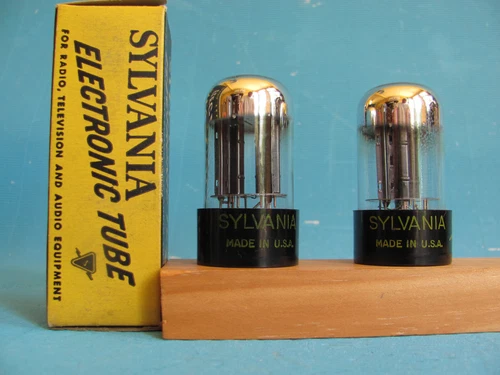 SYLVANIA
ELECTRONIC TUBE
FOR RADIO, TELEVISION AND AUDIO EQUIPMENT
SYLVANIA
MADE IN U.S.A.
SYLVANIA
MADE IN U.S.A.